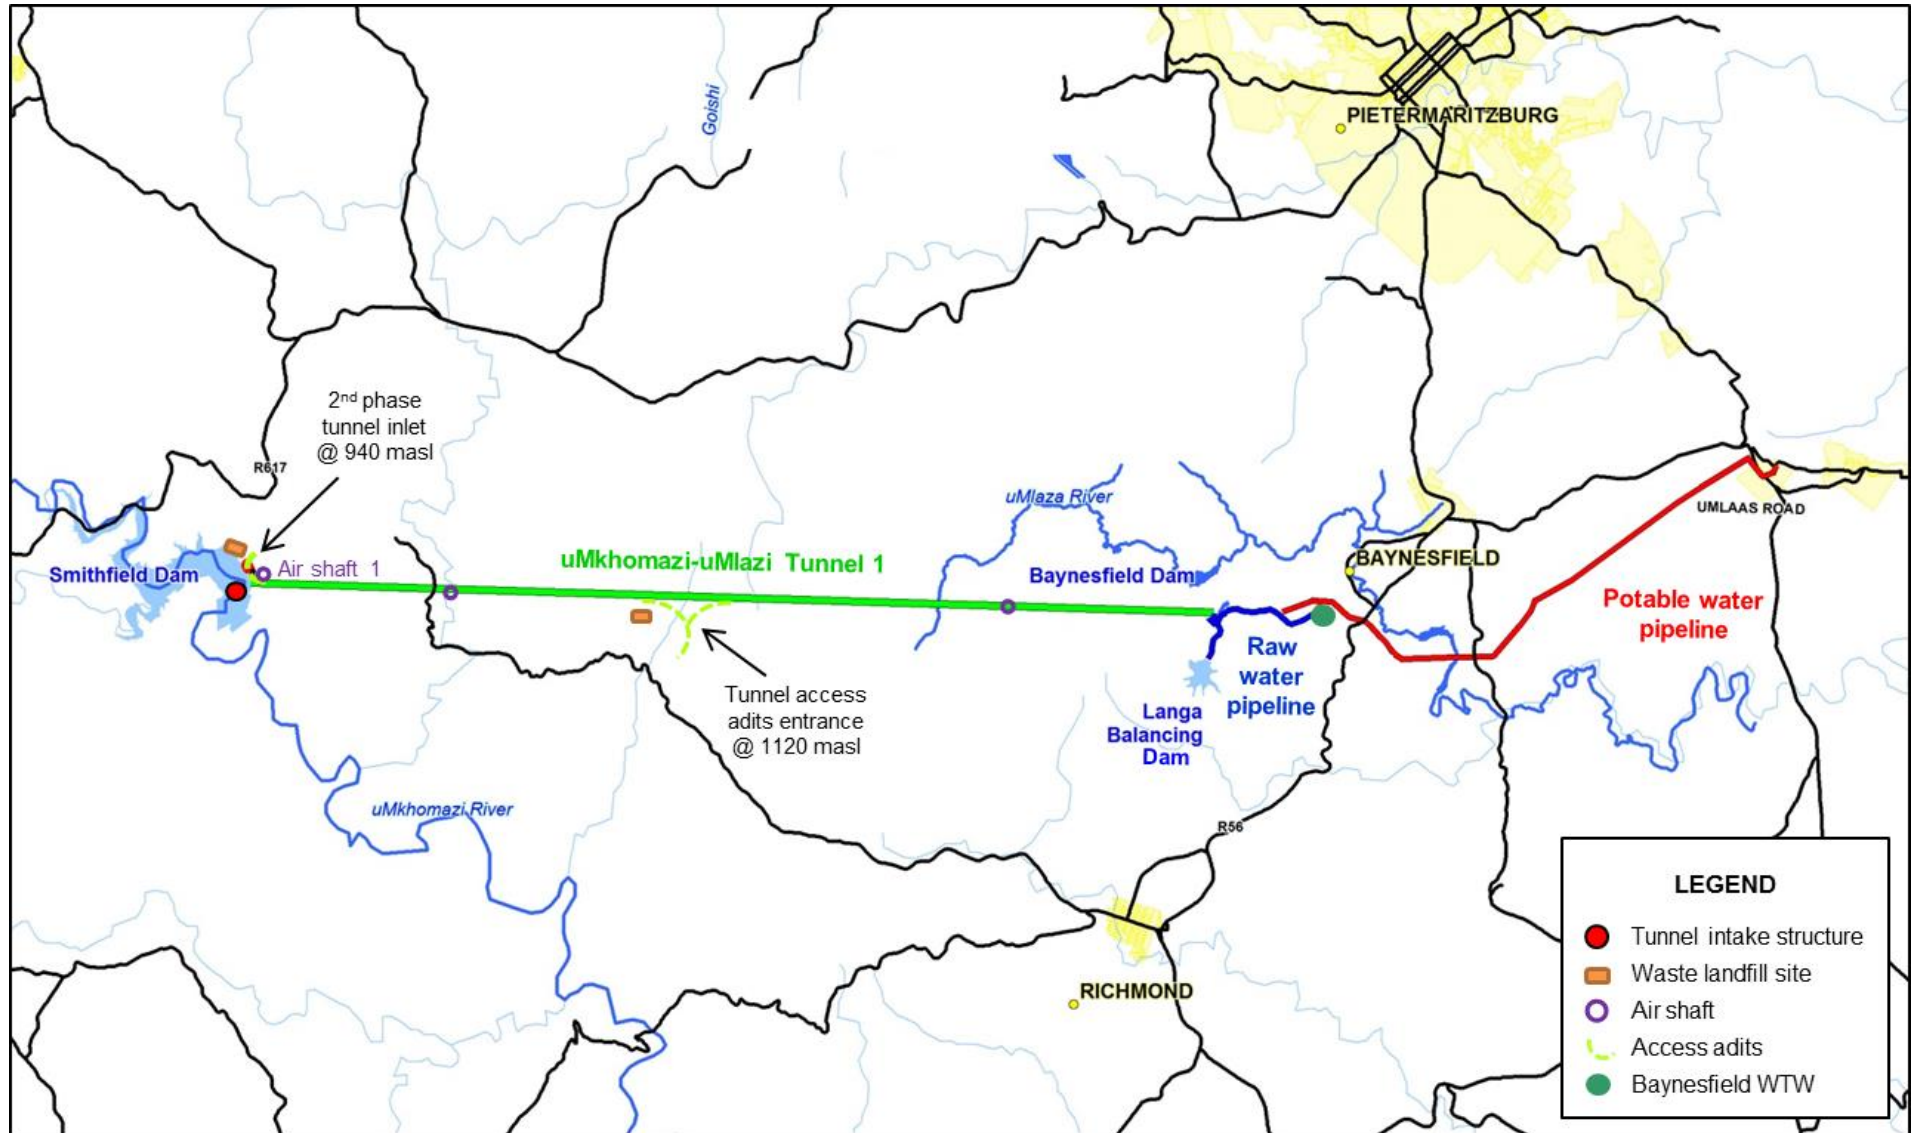 Goishi
PIETERMARITZBURG
2nd phase
tunnel inlet
@ 940 masl
R617
uMlaza River
UMLAAS ROAD
Smithfield Dam
Air shaft 1
uMkhomazi-uMlazi Tunnel 1
Baynesfield Dam
BAYNESFIELD
Potable water
pipeline
Raw
water
pipeline
Tunnel access
adits entrance
@ 1120 masl
Langa
Balancing
Dam
uMkhomazi River
R56
RICHMOND
LEGEND
Tunnel intake structure
Waste landfill site
Air shaft
Access adits
Baynesfield WTW